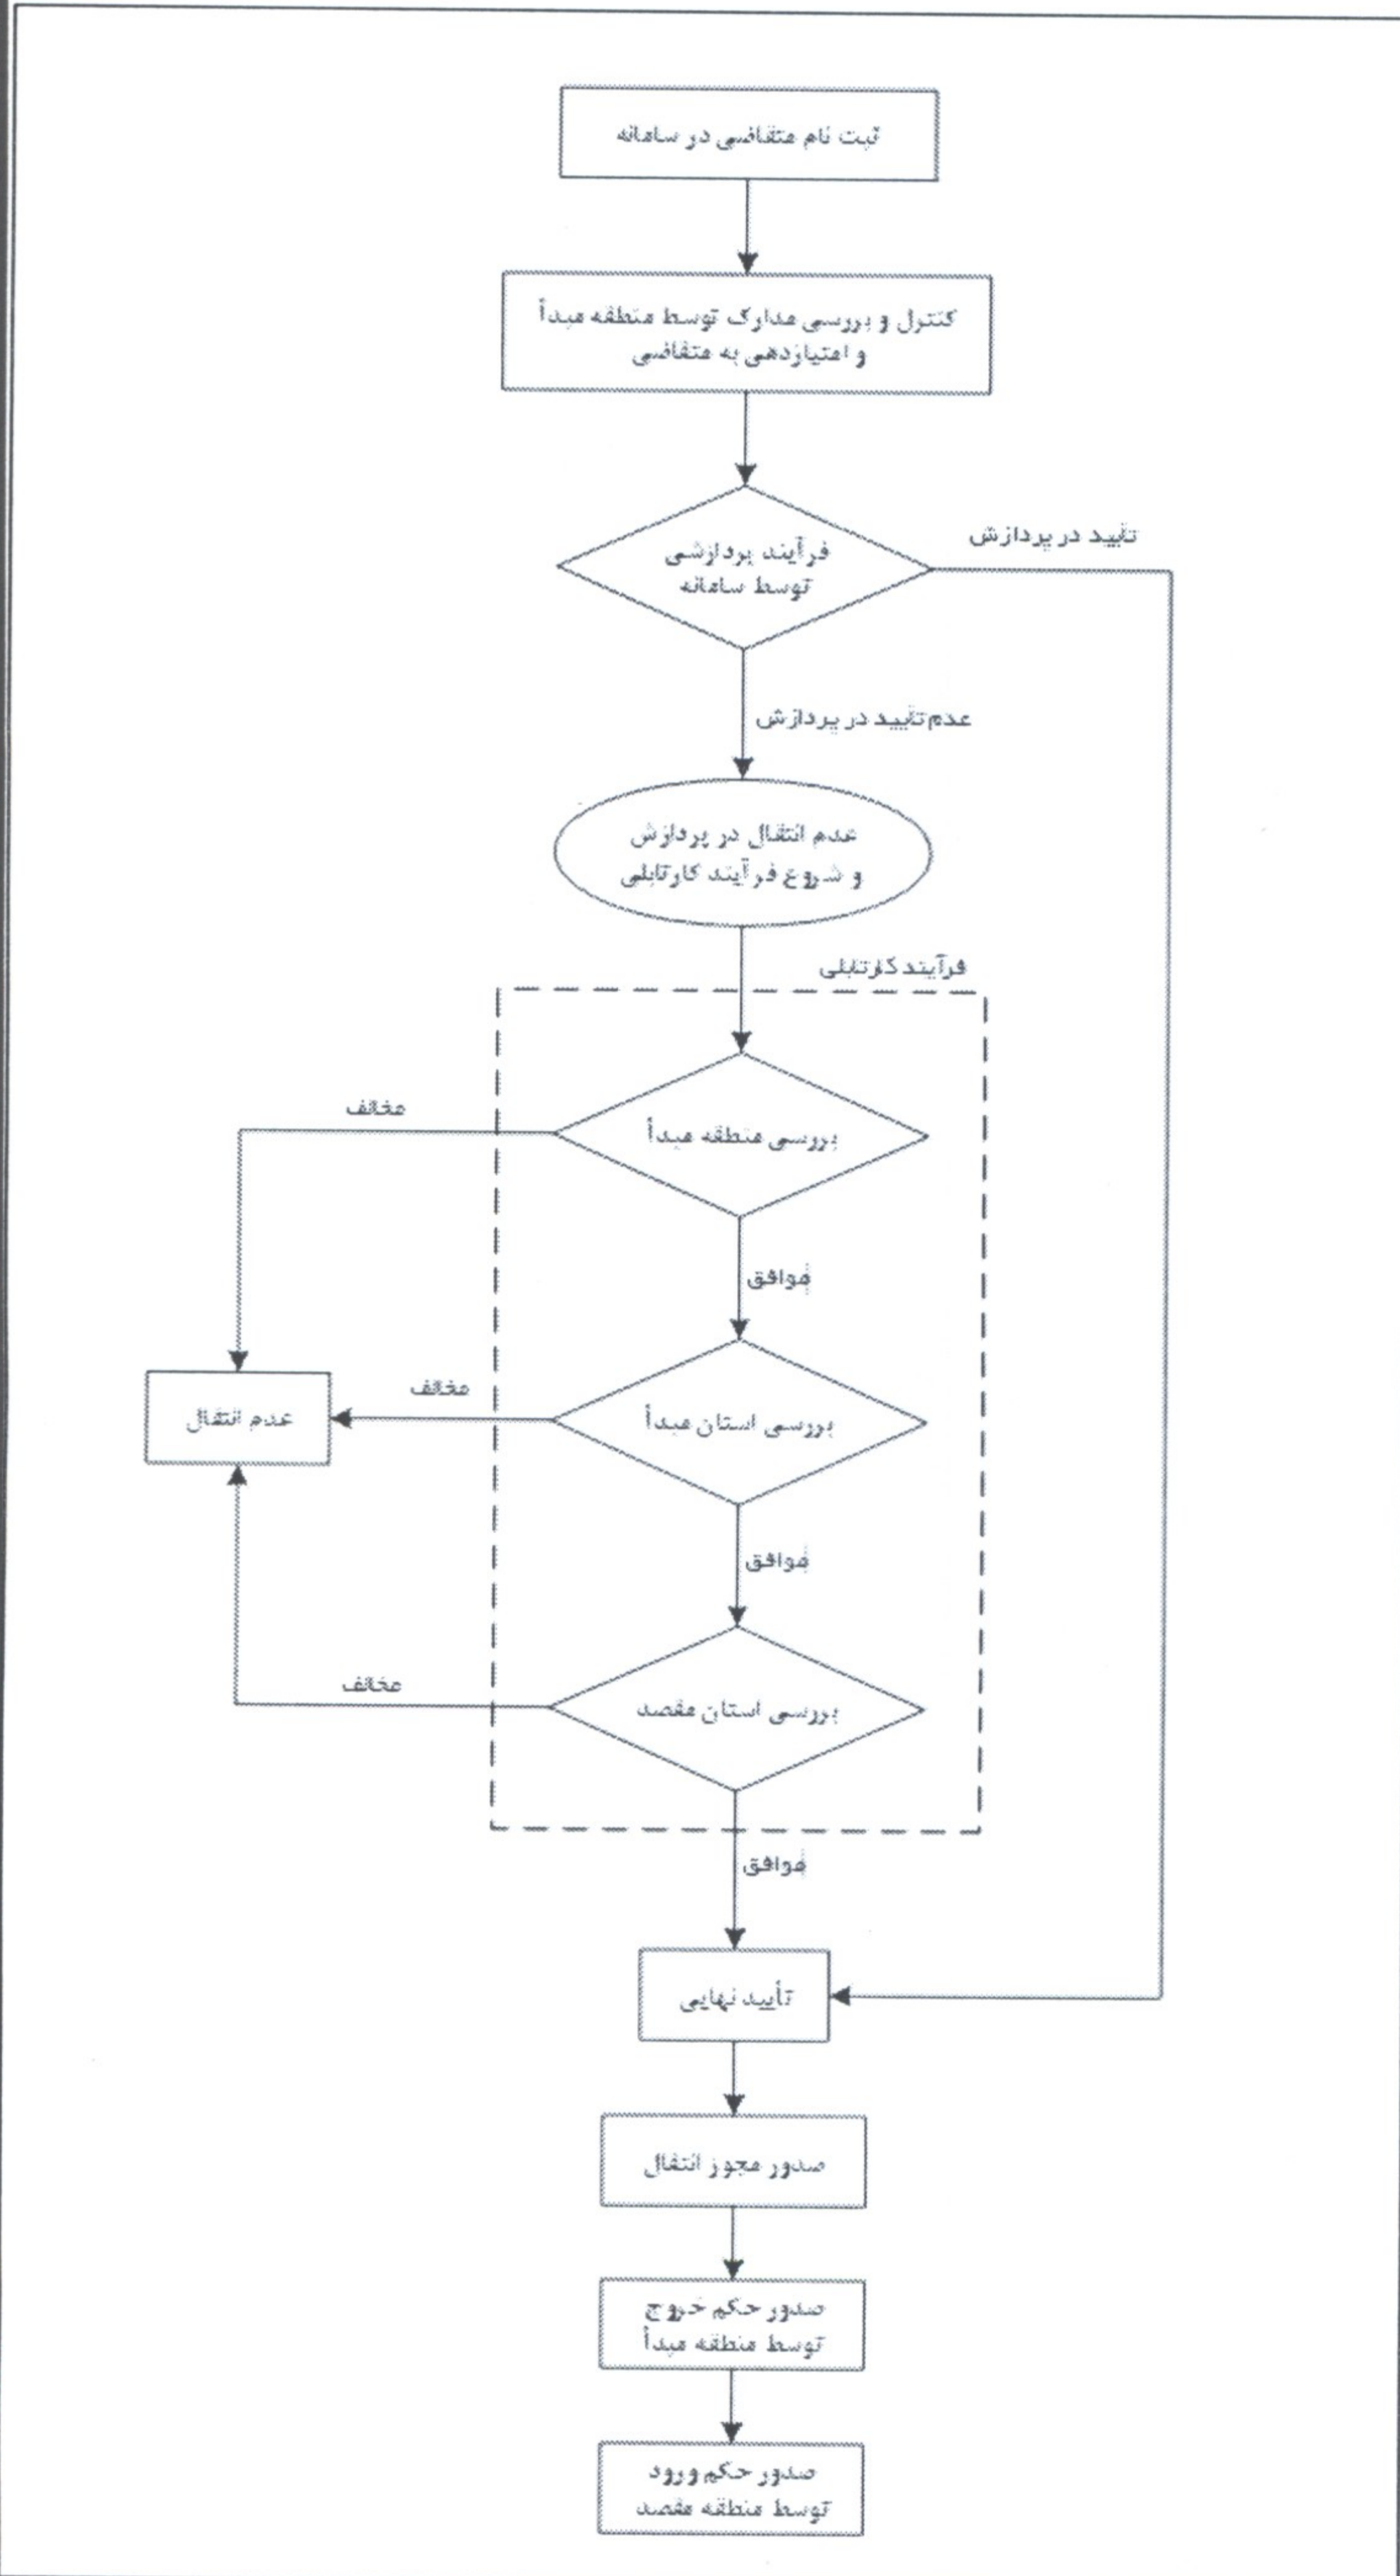 ثبت نام متقاضی در سامانه
کنترل و بررسی مدارک توسط منطقه مبدأ
و امتیازدهی به متقاضی
تأیید در پردازش
فرآیند پردازشی
توسط سامانه
عدم تأیید در پردازش
عدم انتقال در پردازش
و شروع فرآیند کارتابلی
فرآیند کارتابلی
مخالف
بررسی منطقه مبدأ
موافق
مخالف
بررسی استان مبدأ
عدم انتقال
موافق
مخالف
بررسی استان مقصد
موافق
تأیید نهایی
صدور مجوز انتقال
صدور حکم خروج
توسط منطقه مبدأ
صدور حکم ورود
توسط منطقه مقصد